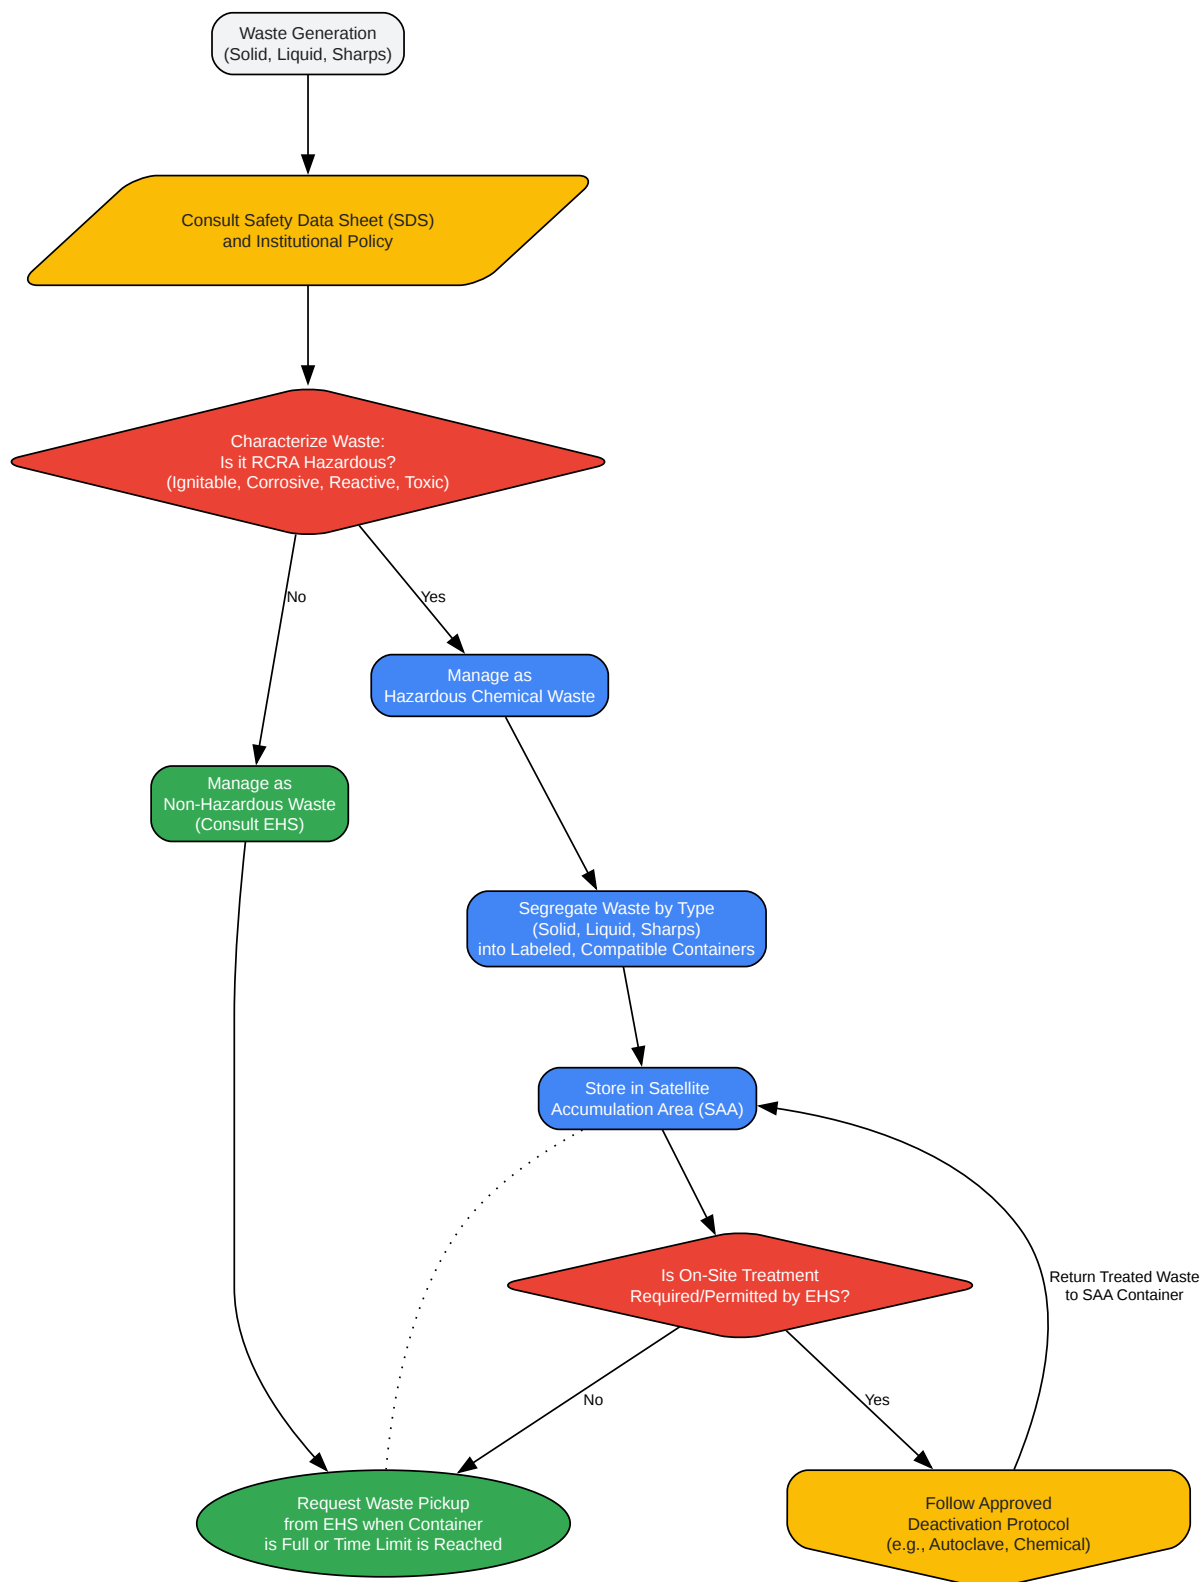 Waste Generation
(Solid, Liquid, Sharps)
Consult Safety Data Sheet (SDS)
and Institutional Policy
Characterize Waste:
Is it RCRA Hazardous?
(Ignitable, Corrosive, Reactive, Toxic)
No
Yes
Manage as
Hazardous Chemical Waste
Manage as
Non-Hazardous Waste
(Consult EHS)
Segregate Waste by Type
(Solid, Liquid, Sharps)
into Labeled, Compatible Containers
Store in Satellite
Accumulation Area (SAA)
Is On-Site Treatment
Required/Permitted by EHS?
Return Treated Waste
to SAA Container
No
Yes
Request Waste Pickup
from EHS when Container
is Full or Time Limit is Reached
Follow Approved
Deactivation Protocol
(e.g., Autoclave, Chemical)